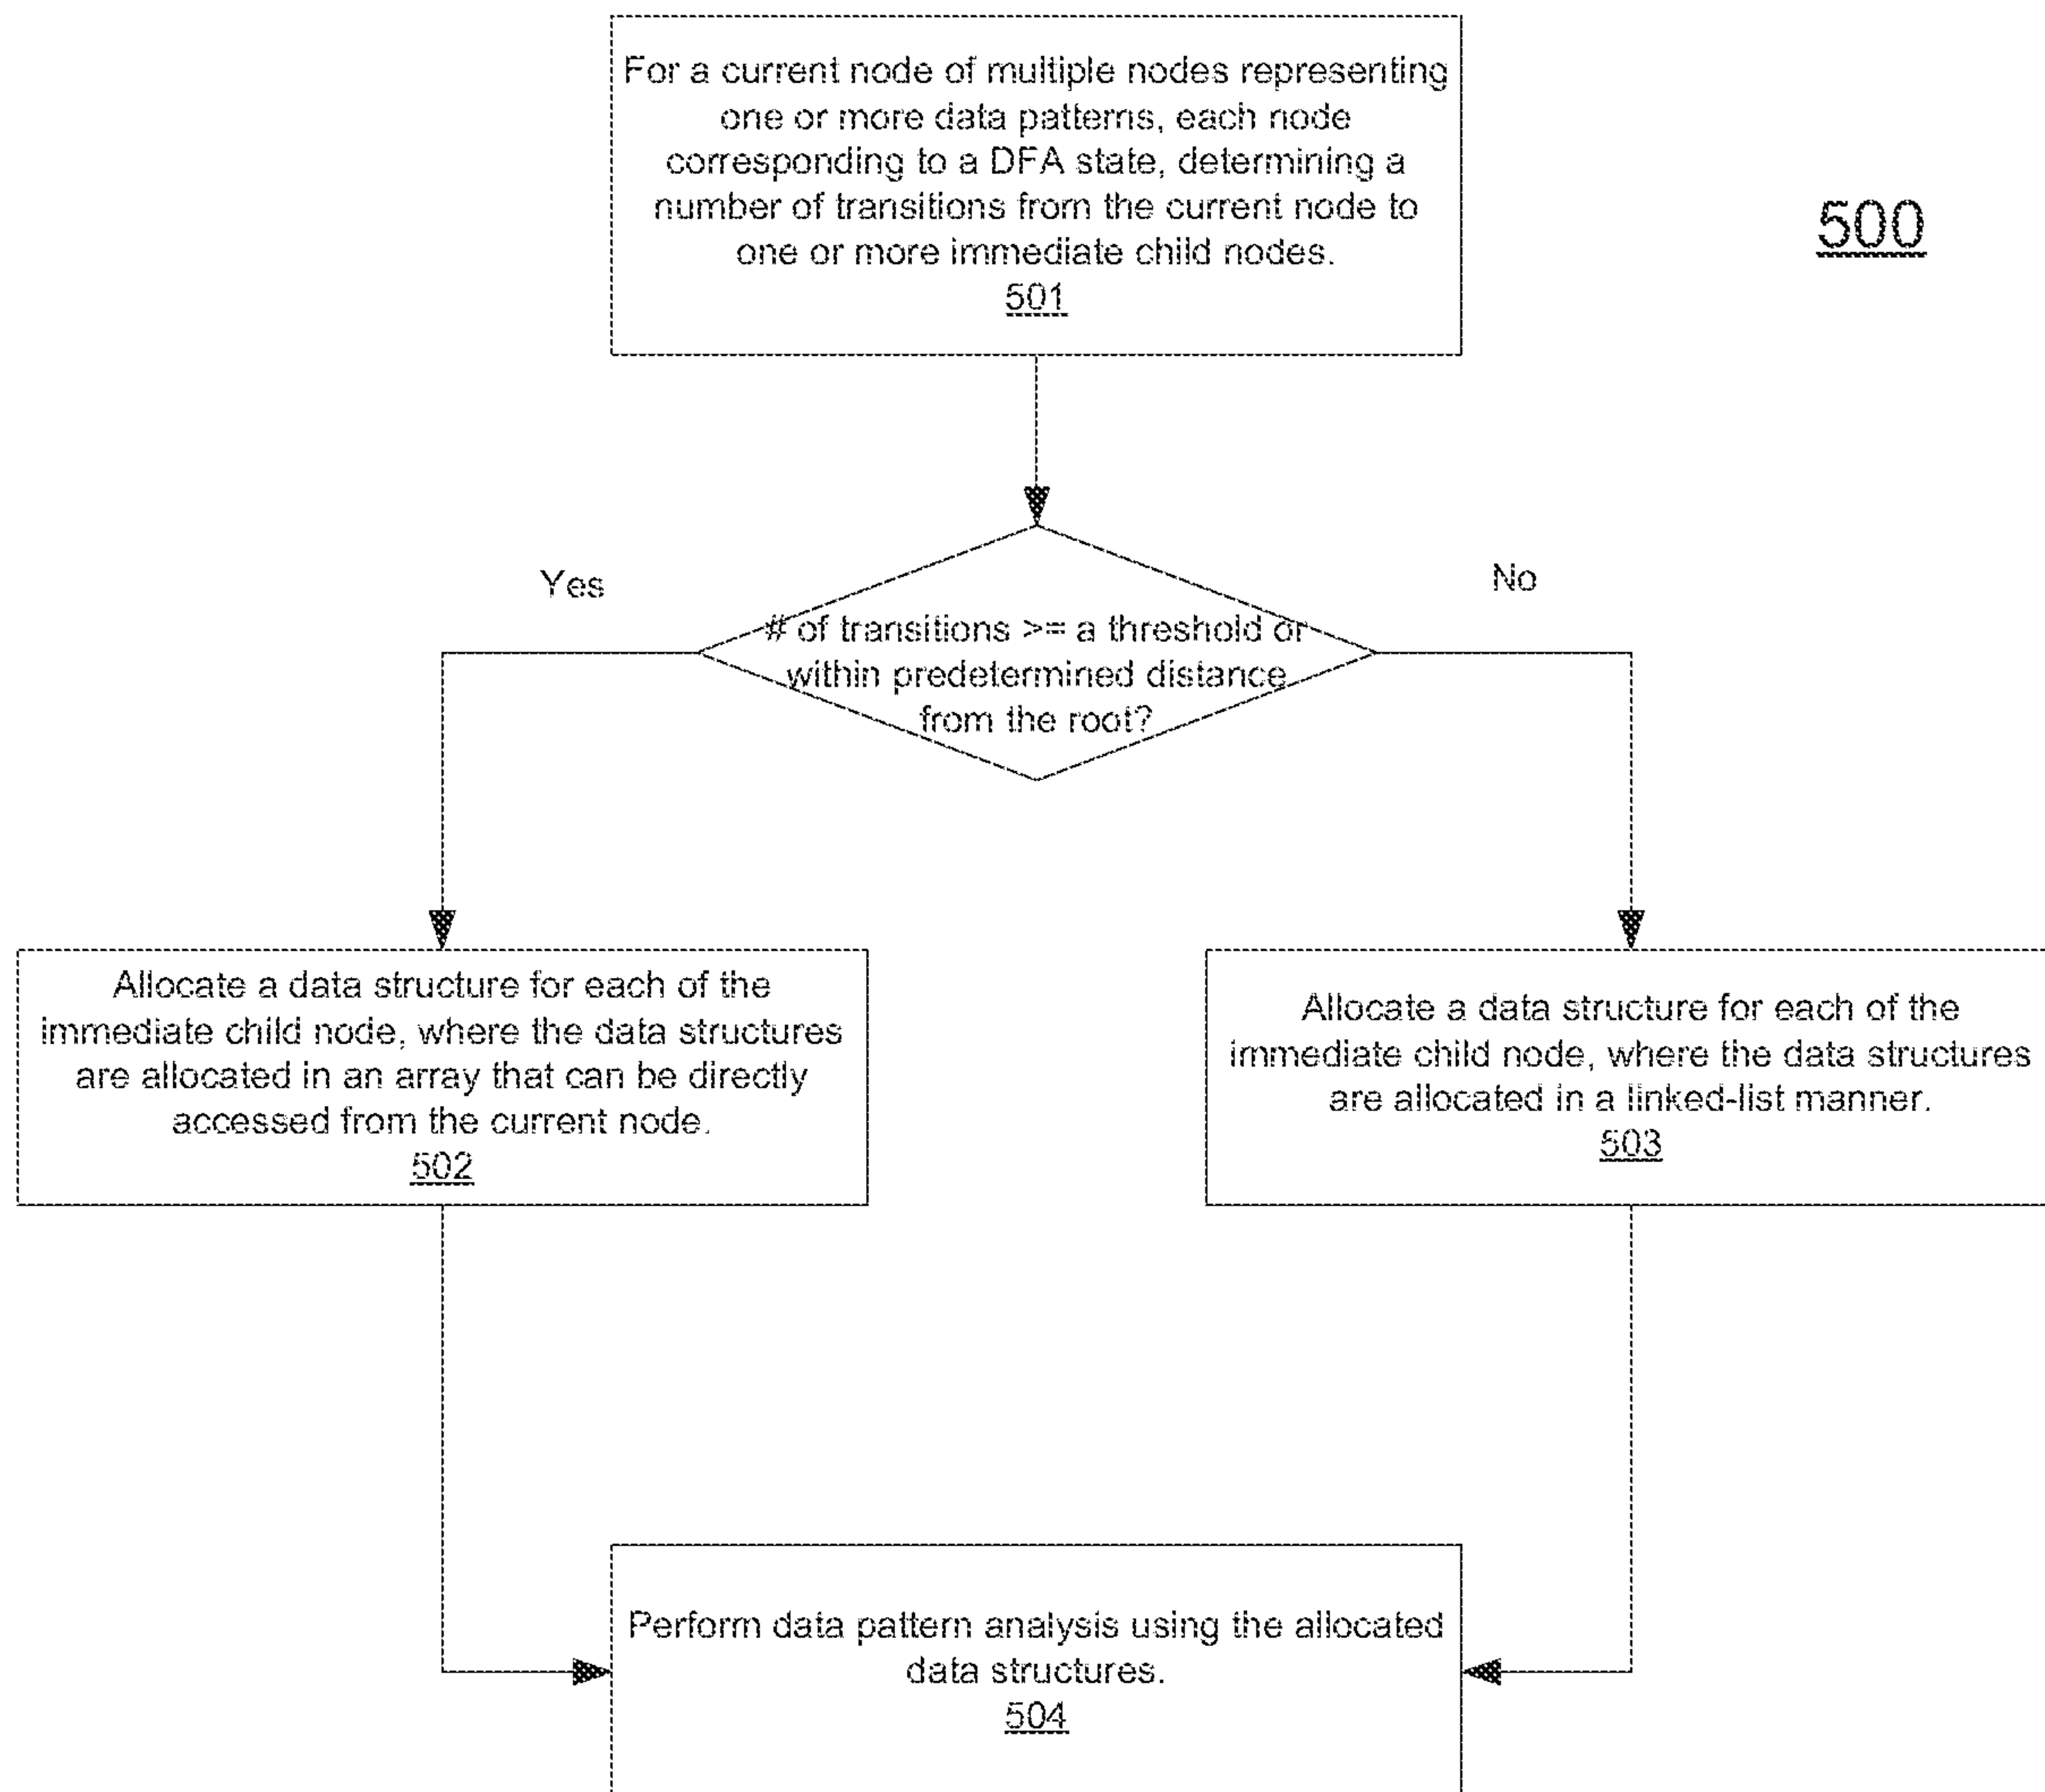 For a current node of multiple nodes representing
one or more data patterns, each node
corresponding to a DFA state, determining a
number of transitions from the current node to
one or more immediate child nodes.
501
500
Yes
No
# of transitions >= a threshold or
within predetermined distance
from the root?
Allocate a data structure for each of the
immediate child node, where the data structures
are allocated in an array that can be directly
accessed from the current node.
502
Allocate a data structure for each of the
immediate child node, where the data structures
are allocated in a linked-list manner.
503
Perform data pattern analysis using the allocated
data structures.
504